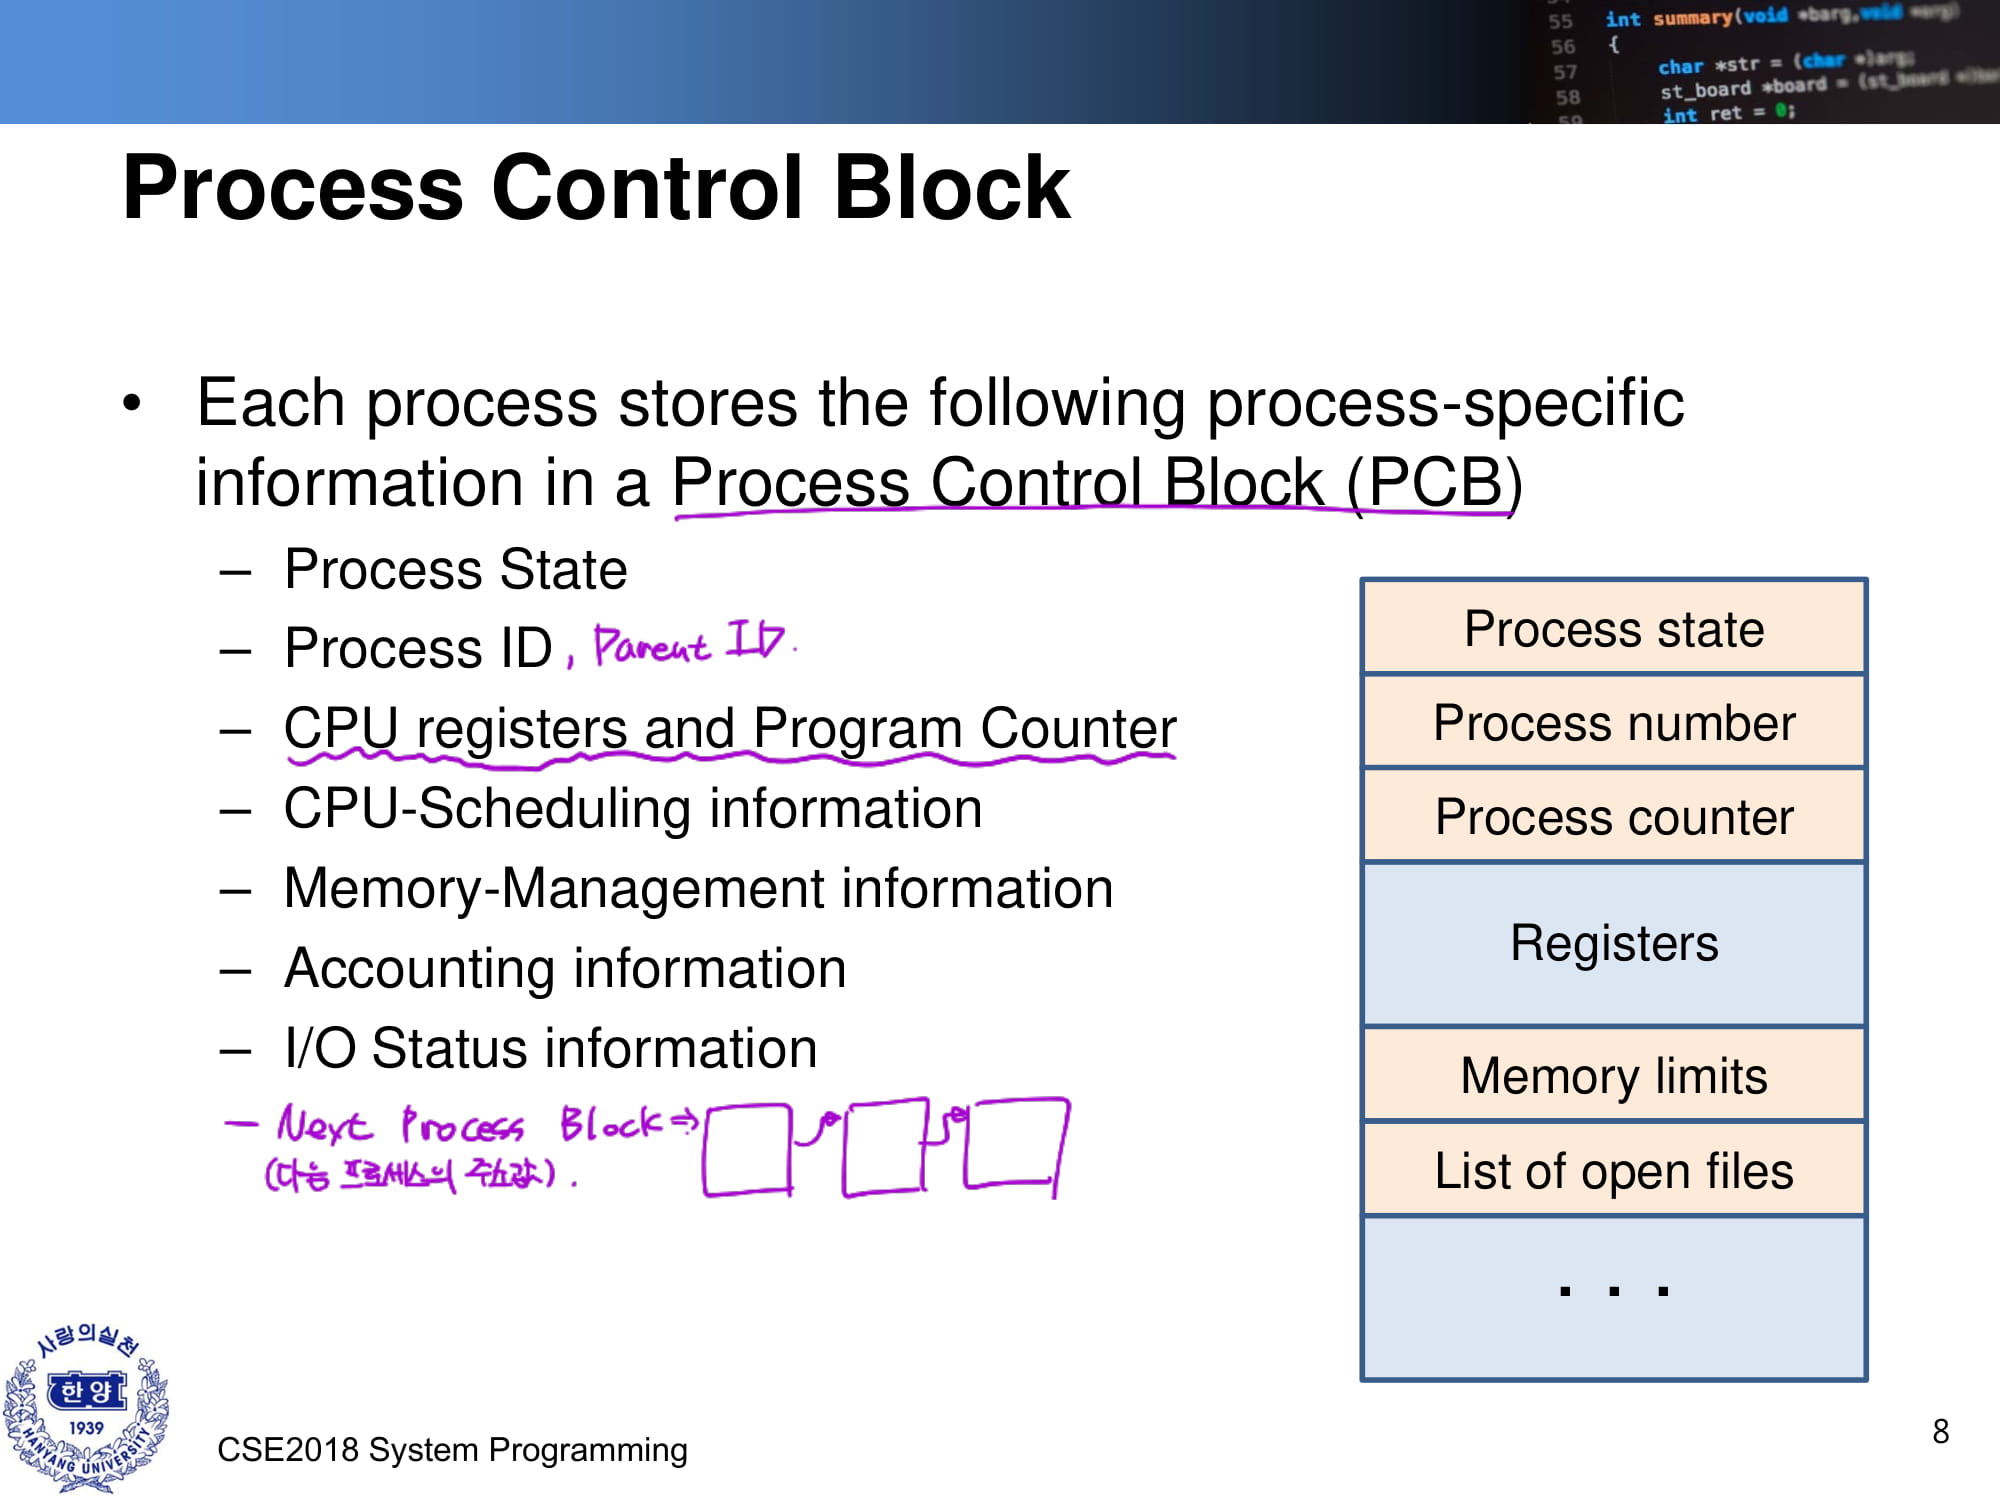 55 int summary(void *barg, void *arg)
56 {
57 char *str = (char *)arg;
58 st_board *board = (st_board *)
59 int ret = 0;
Process Control Block
• Each process stores the following process-specific
information in a Process Control Block (PCB)
– Process State
– Process ID , Parent ID.
– CPU registers and Program Counter
– CPU-Scheduling information
– Memory-Management information
– Accounting information
– I/O Status information
– Next Process Block ⇒
(다음 프로세스의 주소값).
Process state
Process number
Process counter
Registers
Memory limits
List of open files
. . .
사랑의실천
한양
1939
HANYANG UNIVERSITY
CSE2018 System Programming
8